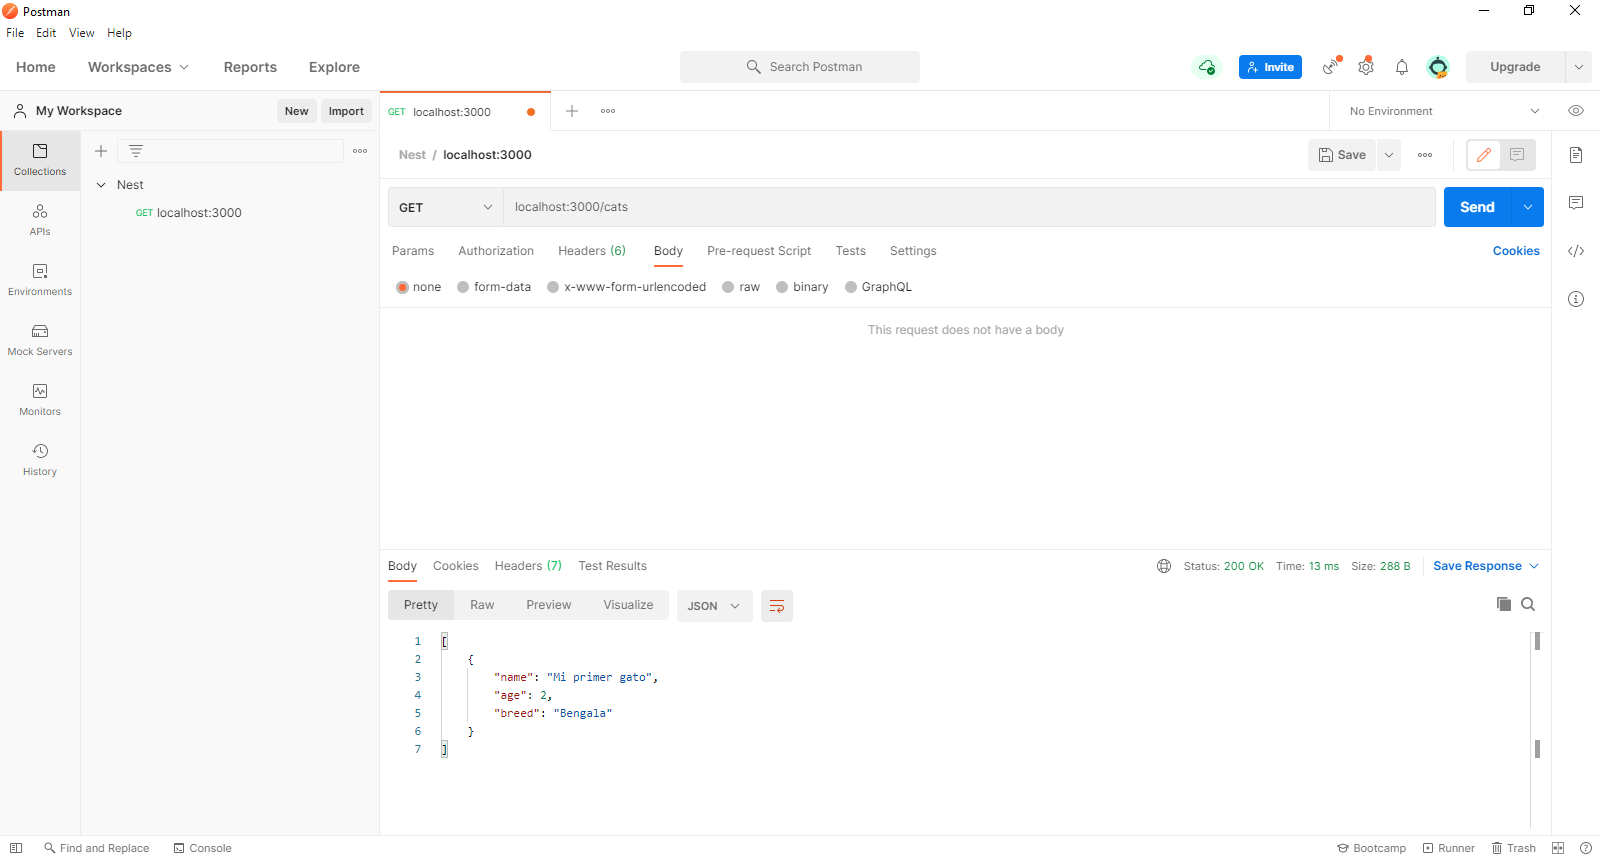 Postman
File Edit View Help
Home Workspaces Reports Explore Search Postman Invite Upgrade
My Workspace New Import GET localhost:3000 No Environment
Nest / localhost:3000 Save
Collections
Nest
GET localhost:3000
APIs
Environments
Mock Servers
Monitors
History
GET localhost:3000/cats Send
Params Authorization Headers (6) Body Pre-request Script Tests Settings Cookies
none form-data x-www-form-urlencoded raw binary GraphQL
This request does not have a body
Body Cookies Headers (7) Test Results Status: 200 OK Time: 13 ms Size: 288 B Save Response
Pretty Raw Preview Visualize JSON
1 [
2 {
3 "name": "Mi primer gato",
4 "age": 2,
5 "breed": "Bengala"
6 }
7 ]
Find and Replace Console Bootcamp Runner Trash